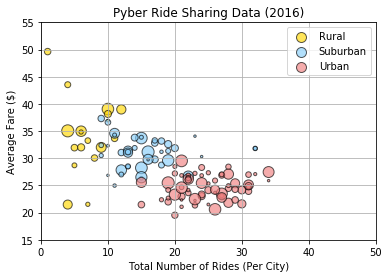 Pyber Ride Sharing Data (2016)
Rural
Suburban
Urban
Average Fare ($)
55
50
45
40
35
30
25
20
15
0
10
20
30
40
50
Total Number of Rides (Per City)